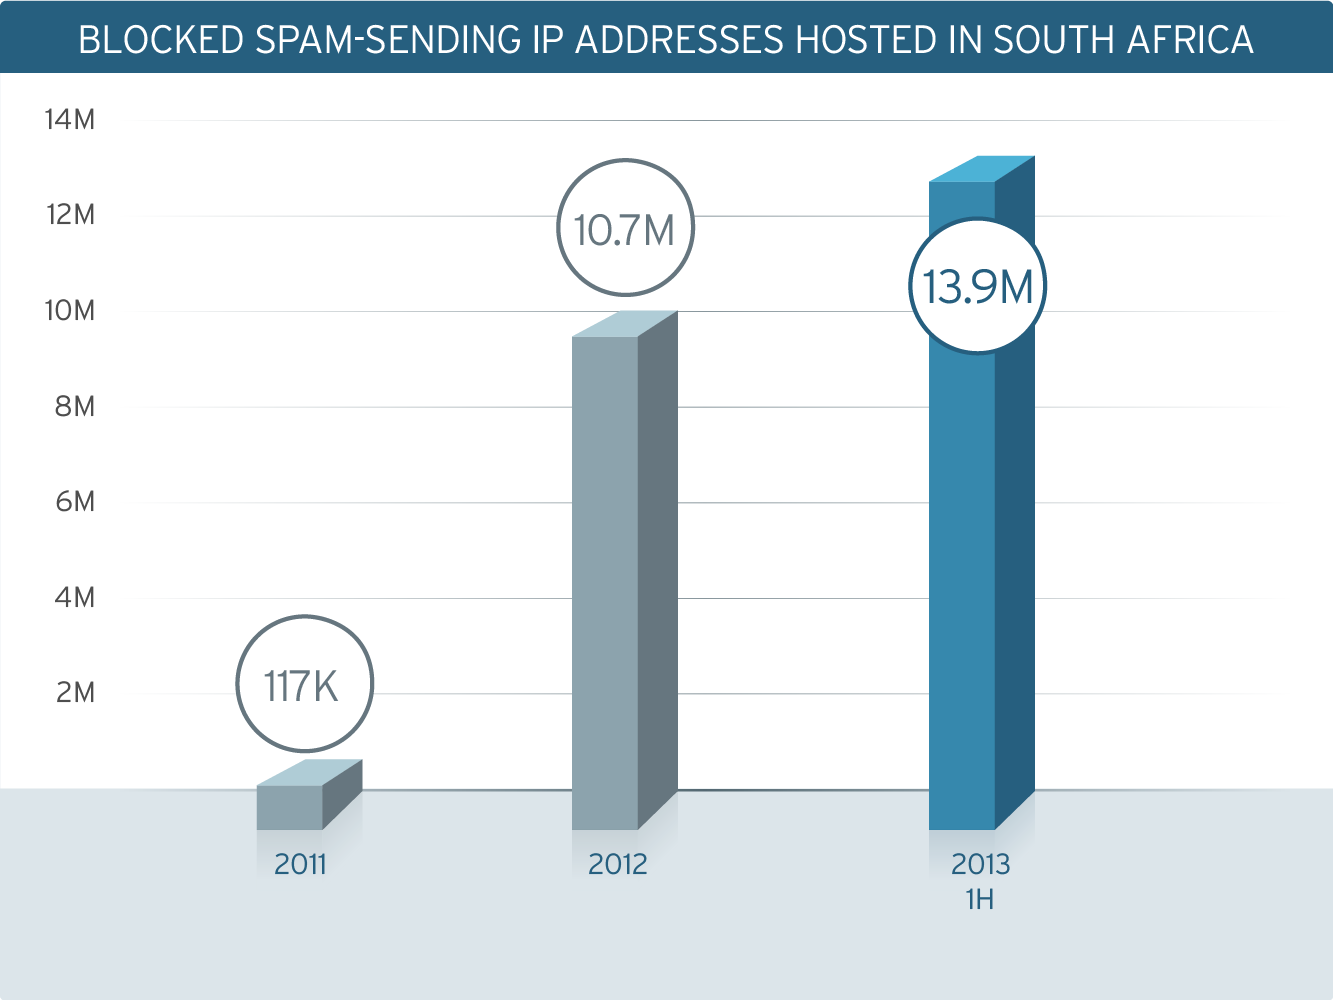 BLOCKED SPAM-SENDING IP ADDRESSES HOSTED IN SOUTH AFRICA
14M
12M
10M
8M
6M
4M
2M
117K
10.7M
13.9M
2011
2012
2013
1H